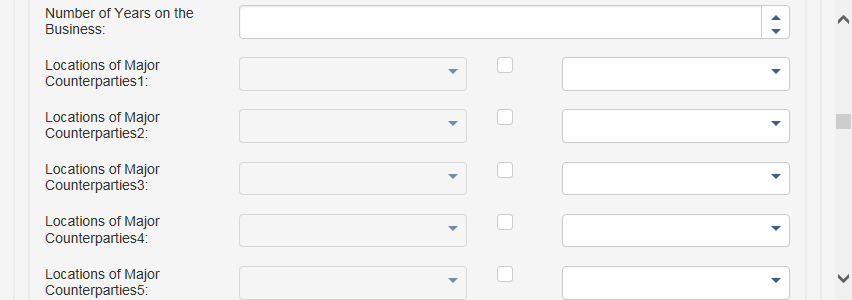 Number of Years on the
Business:
Locations of Major
Counterparties1:
Locations of Major
Counterparties2:
Locations of Major
Counterparties3:
Locations of Major
Counterparties4:
Locations of Major
Counterparties5: